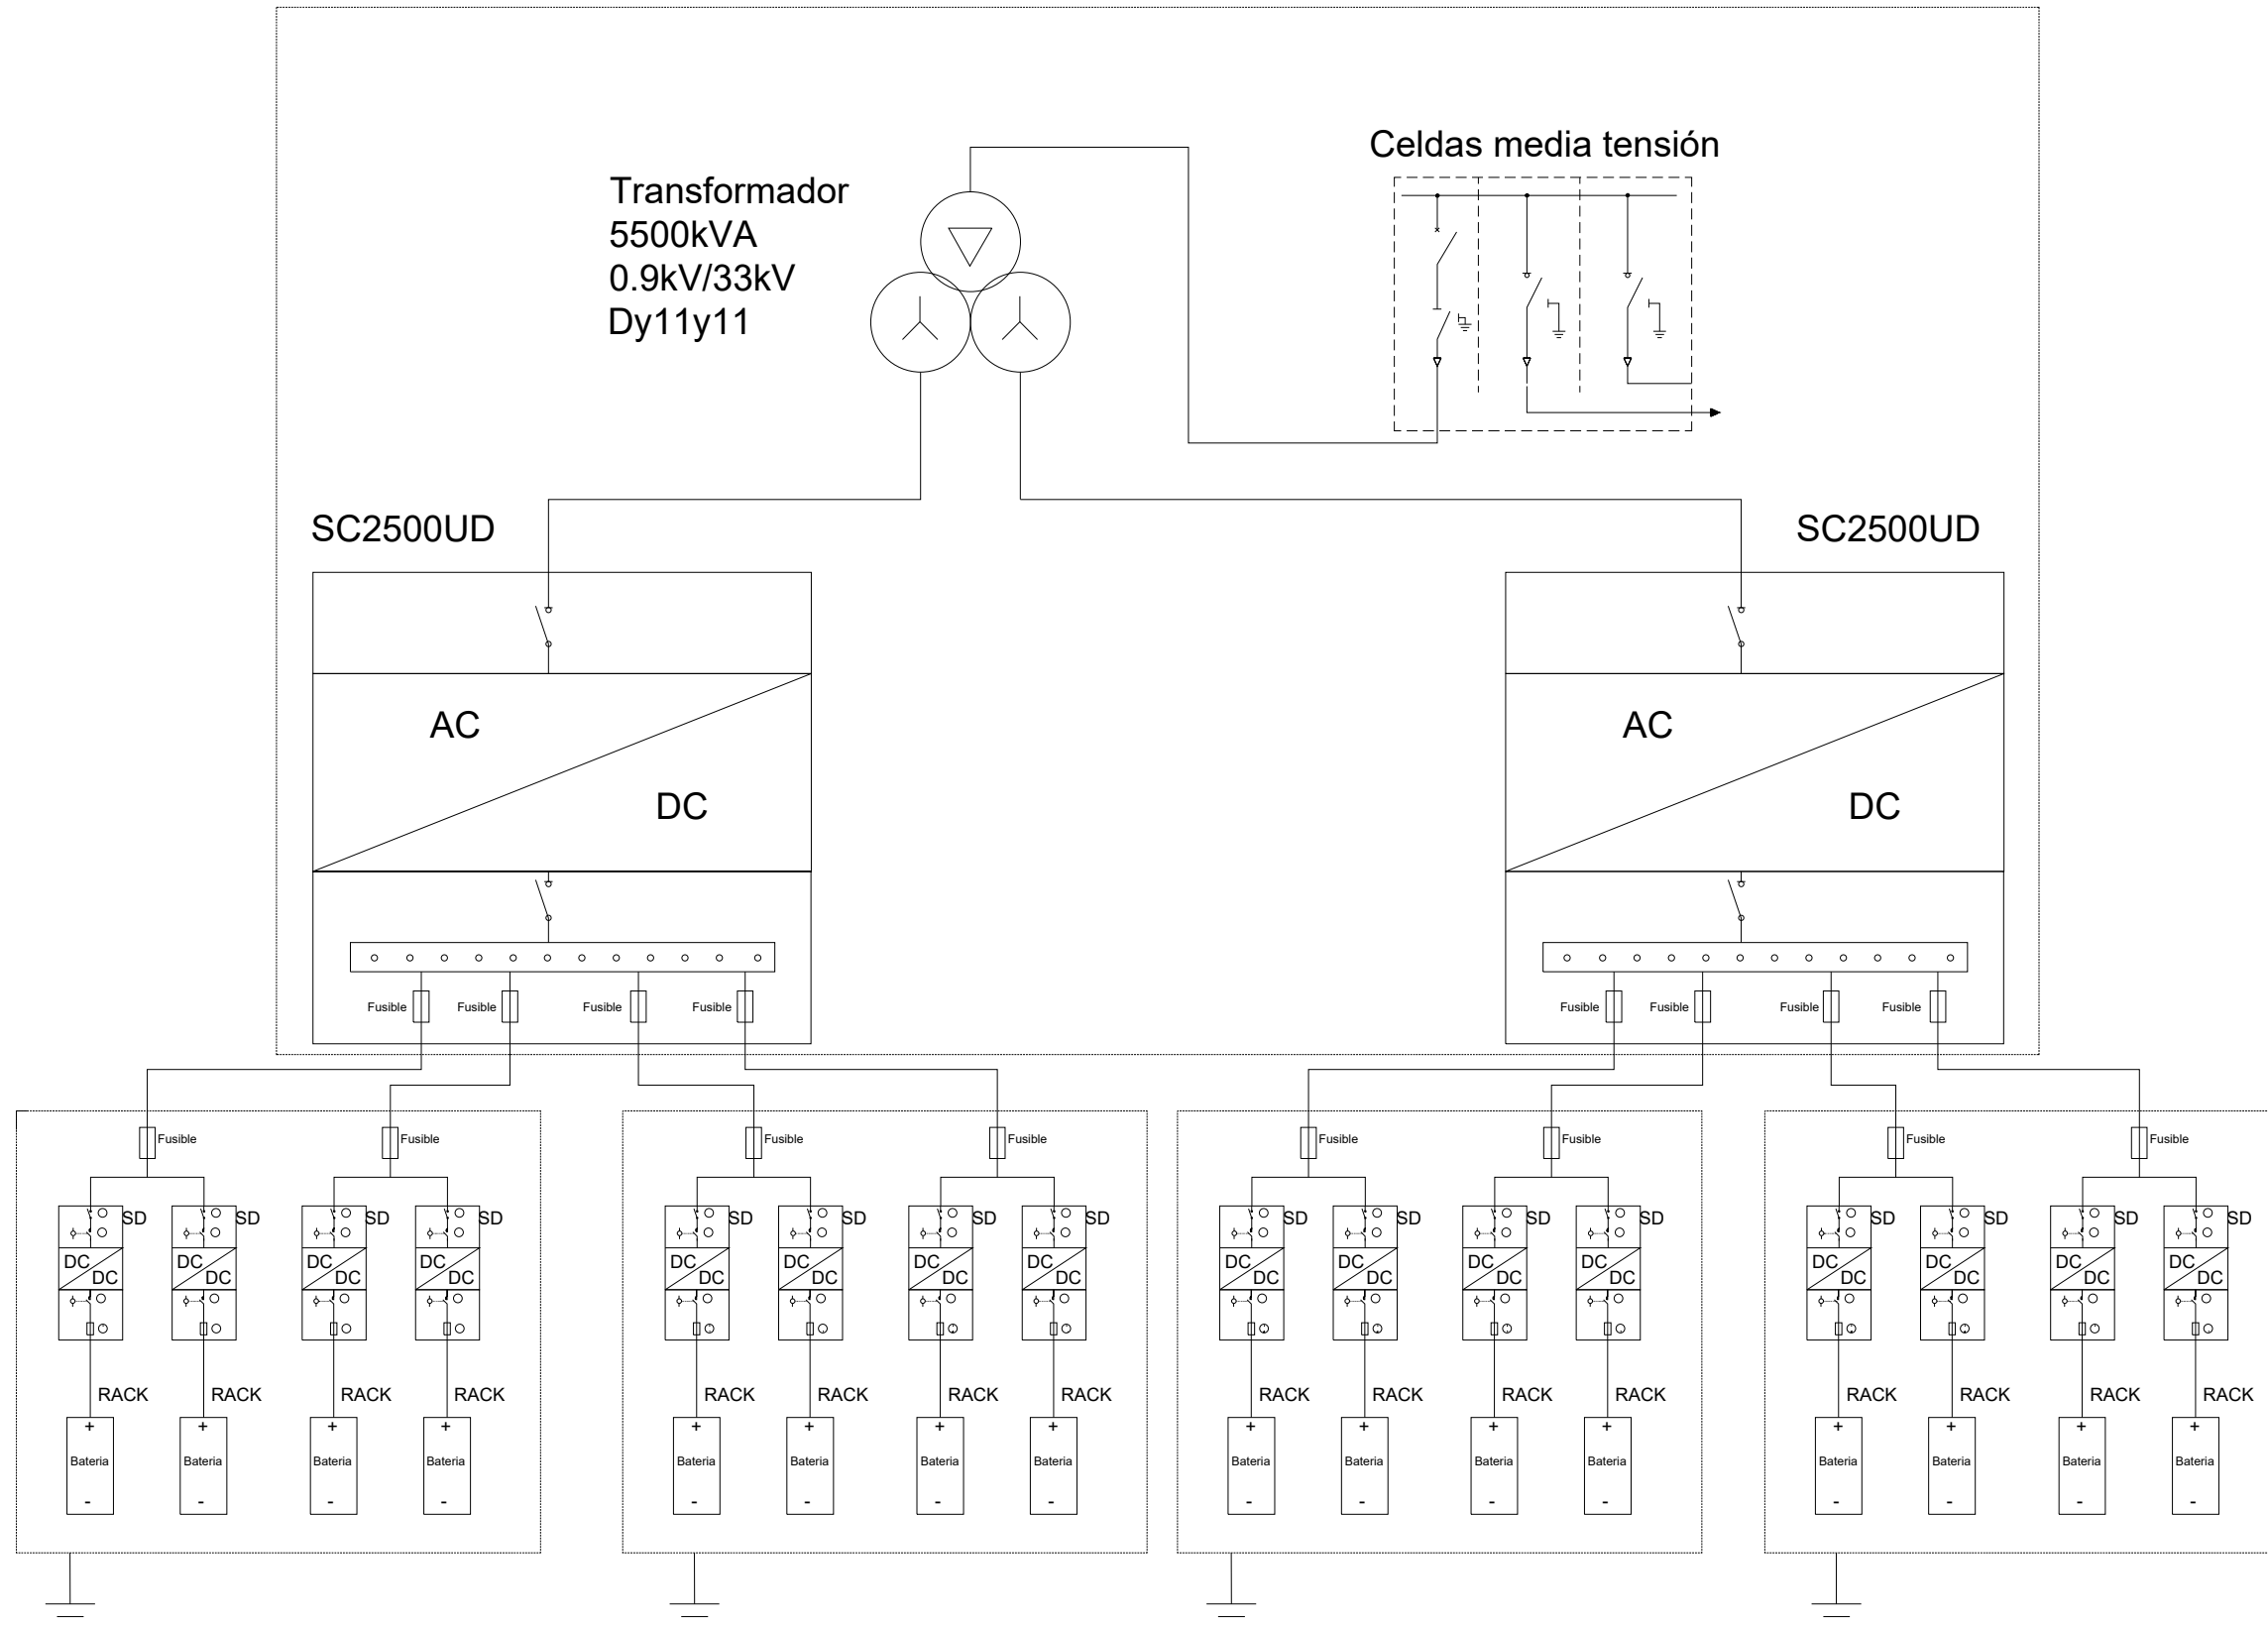 Celdas media tensión
Transformador
5500kVA
0.9kV/33kV
Dy11y11
SC2500UD
SC2500UD
AC
DC
AC
DC
Fusible Fusible Fusible Fusible
Fusible Fusible Fusible Fusible
Fusible Fusible Fusible Fusible Fusible Fusible Fusible Fusible
SD SD SD SD SD SD SD SD SD SD SD SD SD SD SD SD
DC DC DC DC DC DC DC DC DC DC DC DC DC DC DC DC
DC DC DC DC DC DC DC DC DC DC DC DC DC DC DC DC
RACK RACK RACK RACK RACK RACK RACK RACK RACK RACK RACK RACK RACK RACK RACK RACK
+ + + + + + + + + + + + + + + +
Bateria Bateria Bateria Bateria Bateria Bateria Bateria Bateria Bateria Bateria Bateria Bateria Bateria Bateria Bateria Bateria
- - - - - - - - - - - - - - - -